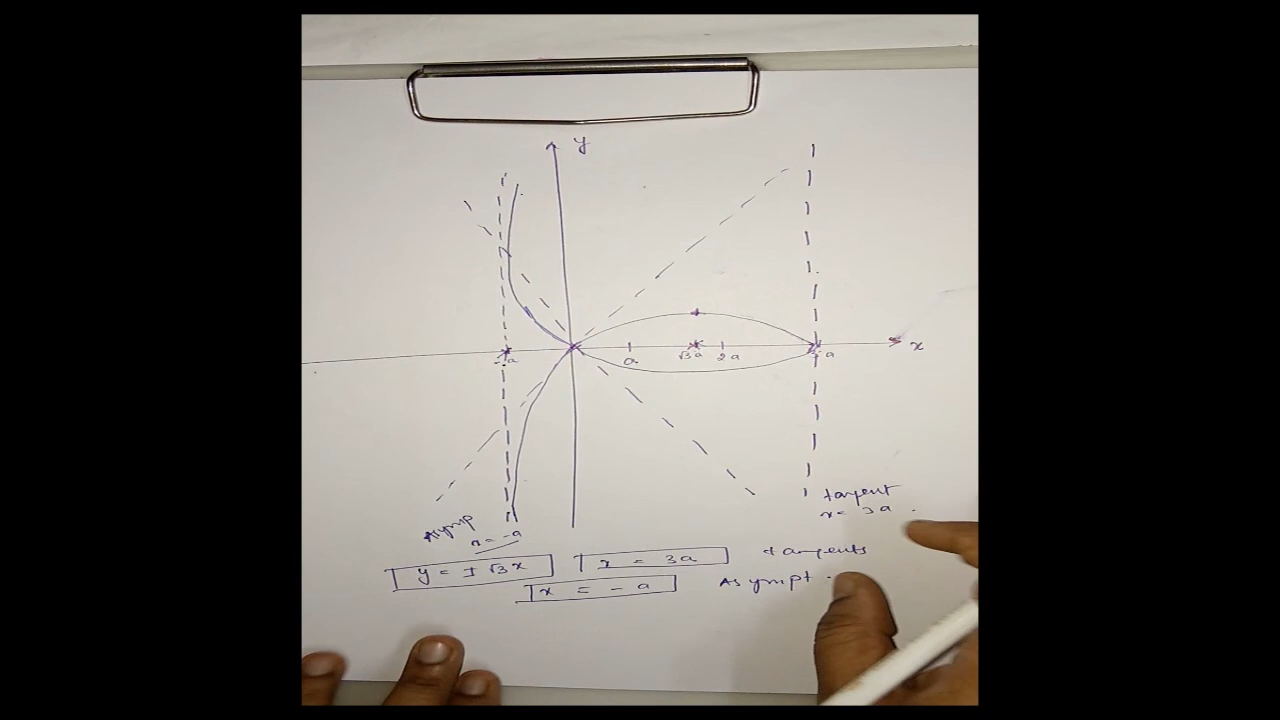 y
x
-a
a
√3a
2a
3a
tangent
x = 3a
Asymp
x = -a
y = ± √3x
x = 3a
tangents
x = - a
Asympt.